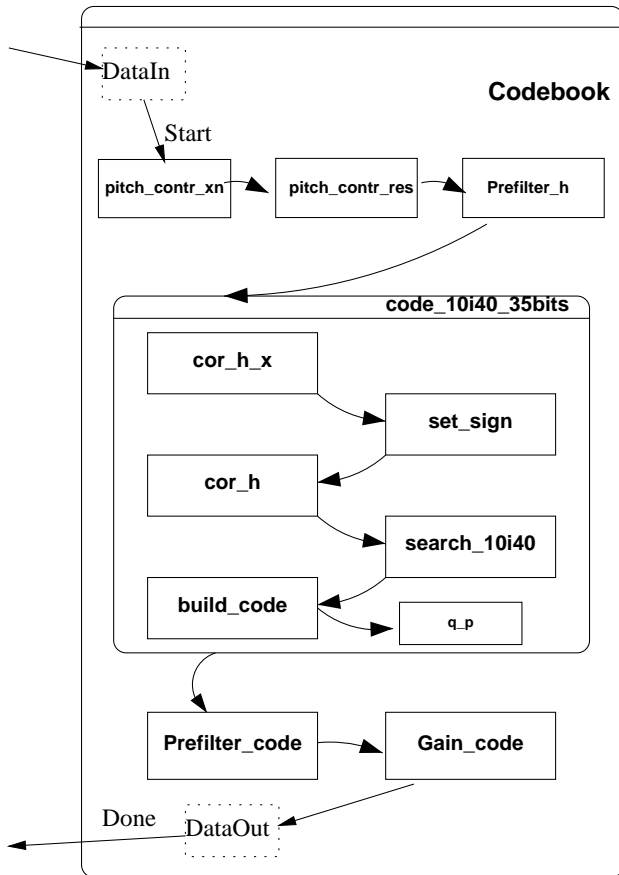 DataIn
Codebook
Start
pitch_contr_xn
pitch_contr_res
Prefilter_h
code_10i40_35bits
cor_h_x
set_sign
cor_h
search_10i40
build_code
q_p
Prefilter_code
Gain_code
Done
DataOut